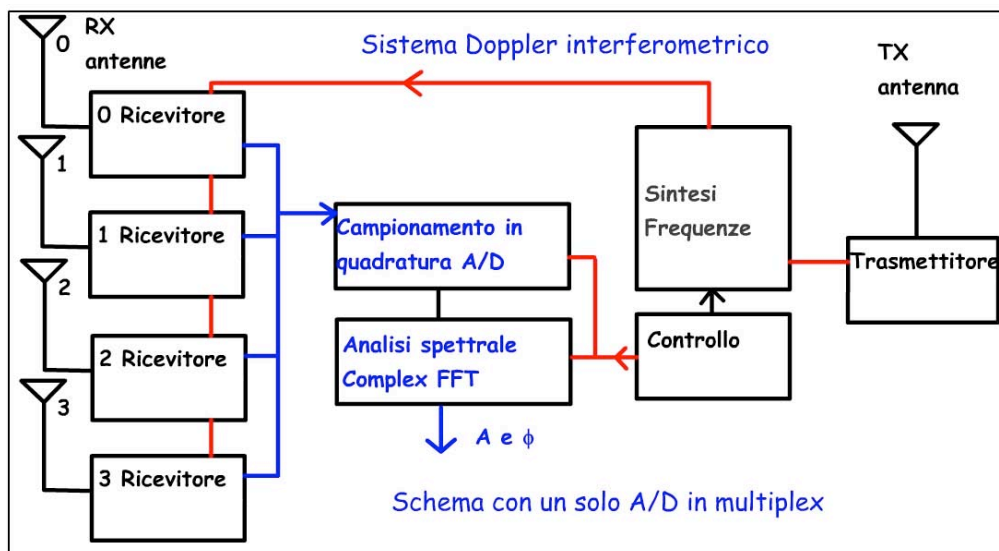 RX
antenne
0
Sistema Doppler interferometrico
TX
antenna
0 Ricevitore
1
1 Ricevitore
2
2 Ricevitore
3
3 Ricevitore
Campionamento in
quadratura A/D
Analisi spettrale
Complex FFT
A e ϕ
Sintesi
Frequenze
Controllo
Trasmettitore
Schema con un solo A/D in multiplex